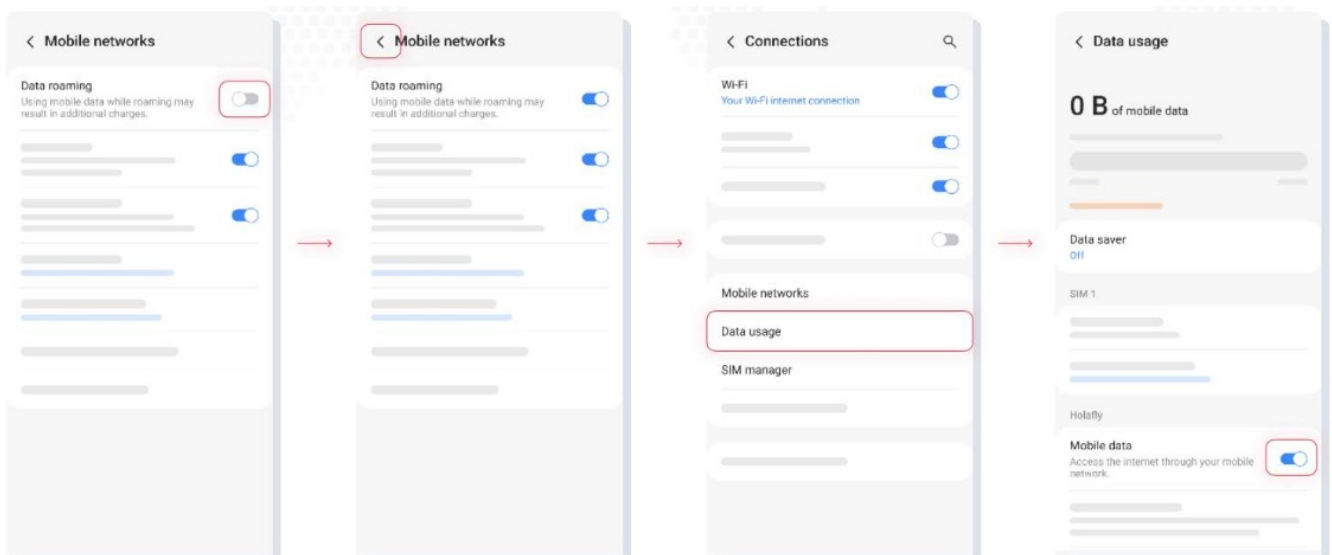 Mobile networks
Data roaming
Using mobile data while roaming may
result in additional charges.
Mobile networks
Data roaming
Using mobile data while roaming may
result in additional charges.
Connections
Wi-Fi
Your Wi-Fi internet connection
Mobile networks
Data usage
SIM manager
Data usage
0 B of mobile data
Data saver
Off
SIM 1
Holafly
Mobile data
Access the internet through your mobile
network.